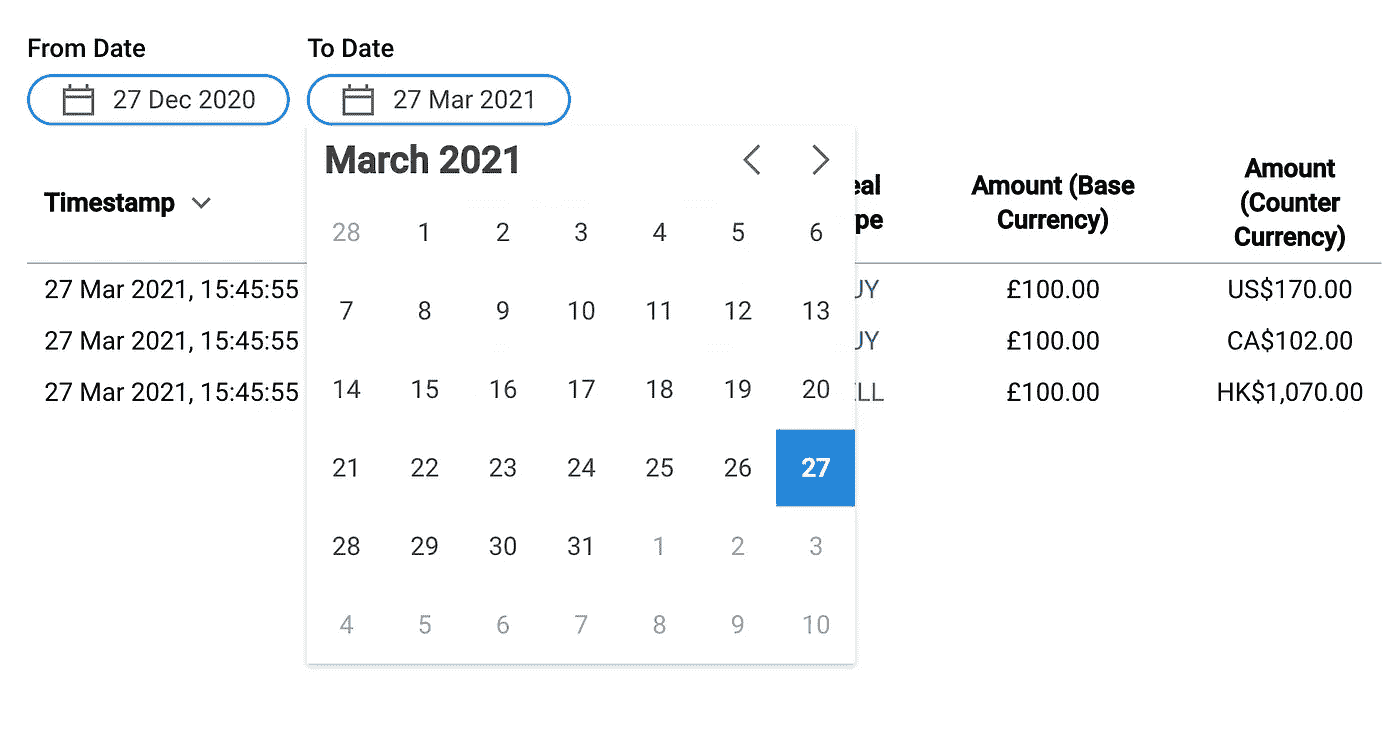 From Date To Date
27 Dec 2020 27 Mar 2021
March 2021
Timestamp Amount (Base Currency) Amount (Counter Currency)
28 1 2 3 4 5 6
27 Mar 2021, 15:45:55 £100.00 US$170.00
7 8 9 10 11 12 13
27 Mar 2021, 15:45:55 £100.00 CA$102.00
14 15 16 17 18 19 20
27 Mar 2021, 15:45:55 £100.00 HK$1,070.00
21 22 23 24 25 26 27
28 29 30 31 1 2 3
4 5 6 7 8 9 10